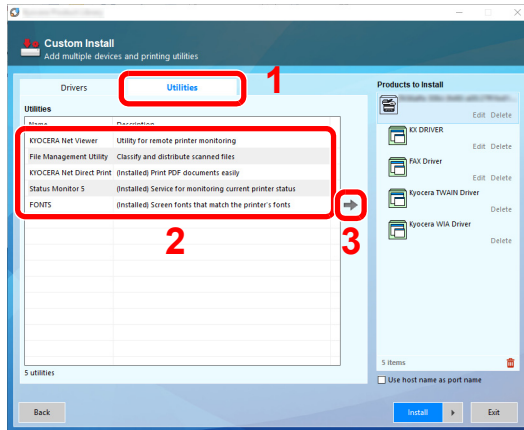 Custom Install
Add multiple devices and printing utilities
1
Drivers
Utilities
Utilities
Name Description
KYOCERA Net Viewer Utility for remote printer monitoring
File Management Utility Classify and distribute scanned files
KYOCERA Net Direct Print (Installed) Print PDF documents easily
Status Monitor 5 (Installed) Service for monitoring current printer status
FONTS (Installed) Screen fonts that match the printer's fonts
2
3
5 utilities
Products to Install
Edit Delete
KX DRIVER
Edit Delete
FAX Driver
Edit Delete
Kyocera TWAIN Driver
Delete
Kyocera WIA Driver
Delete
5 items
Use host name as port name
Back
Install
Exit